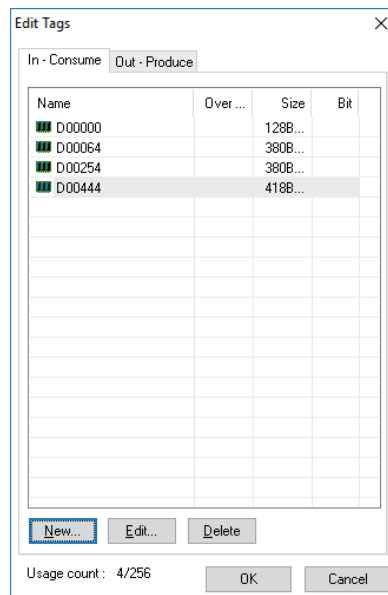 Edit Tags
In - Consume Out - Produce
Name Over ... Size Bit
D00000 128B...
D00064 380B...
D00254 380B...
D00444 418B...
New... Edit... Delete
Usage count : 4/256 OK Cancel